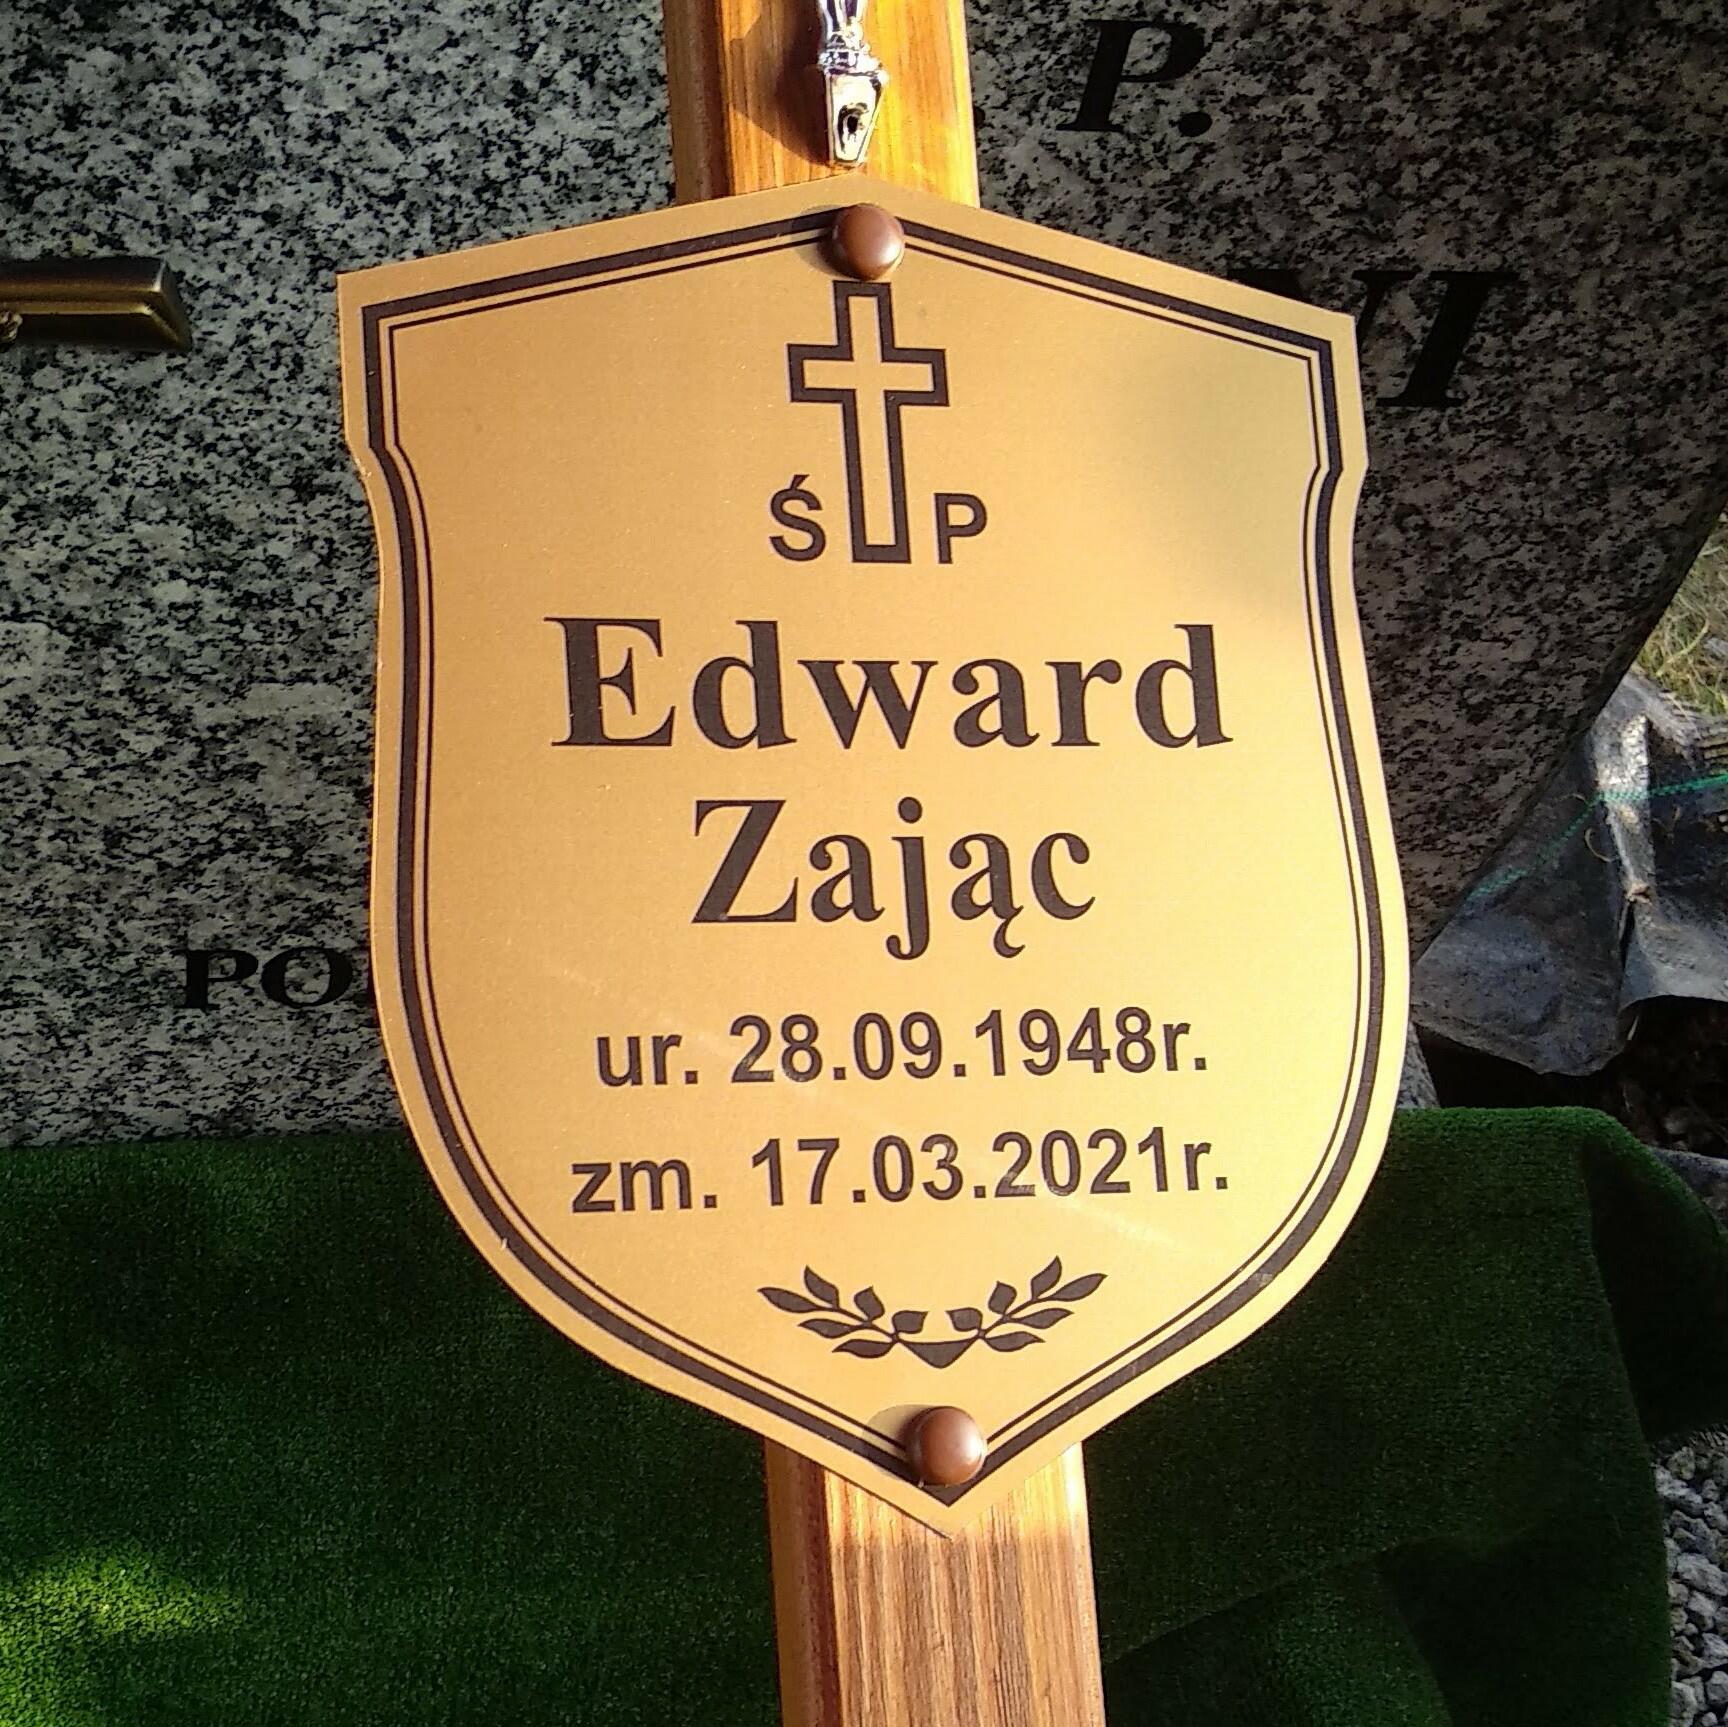 P.
Ś P
Edward
Zając
ur. 28.09.1948r.
zm. 17.03.2021r.